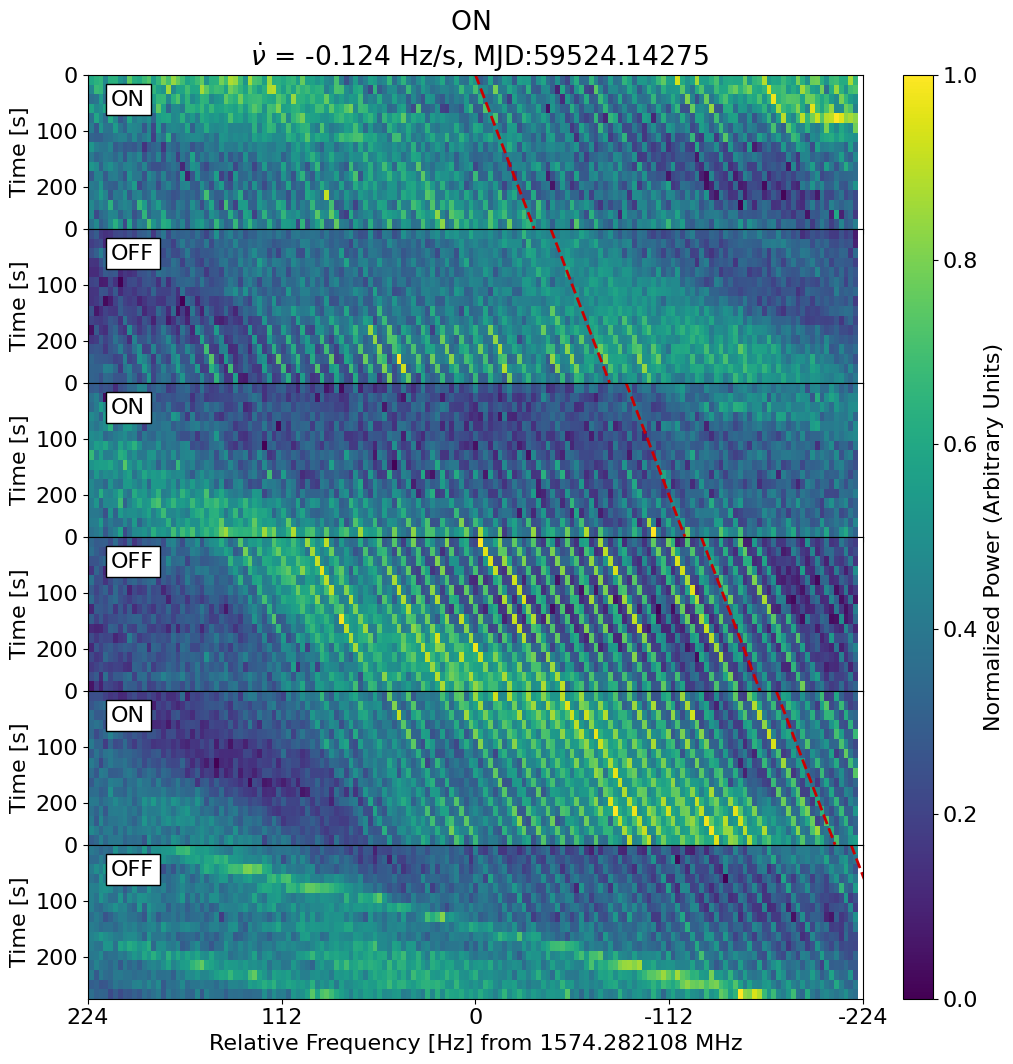 ON
ν̇ = -0.124 Hz/s, MJD:59524.14275
0
100
200
Time [s]
ON
0
100
200
Time [s]
OFF
0
100
200
Time [s]
ON
0
100
200
Time [s]
OFF
0
100
200
Time [s]
ON
0
100
200
Time [s]
OFF
224 112 0 -112 -224
Relative Frequency [Hz] from 1574.282108 MHz
1.0
0.8
0.6
0.4
0.2
0.0
Normalized Power (Arbitrary Units)